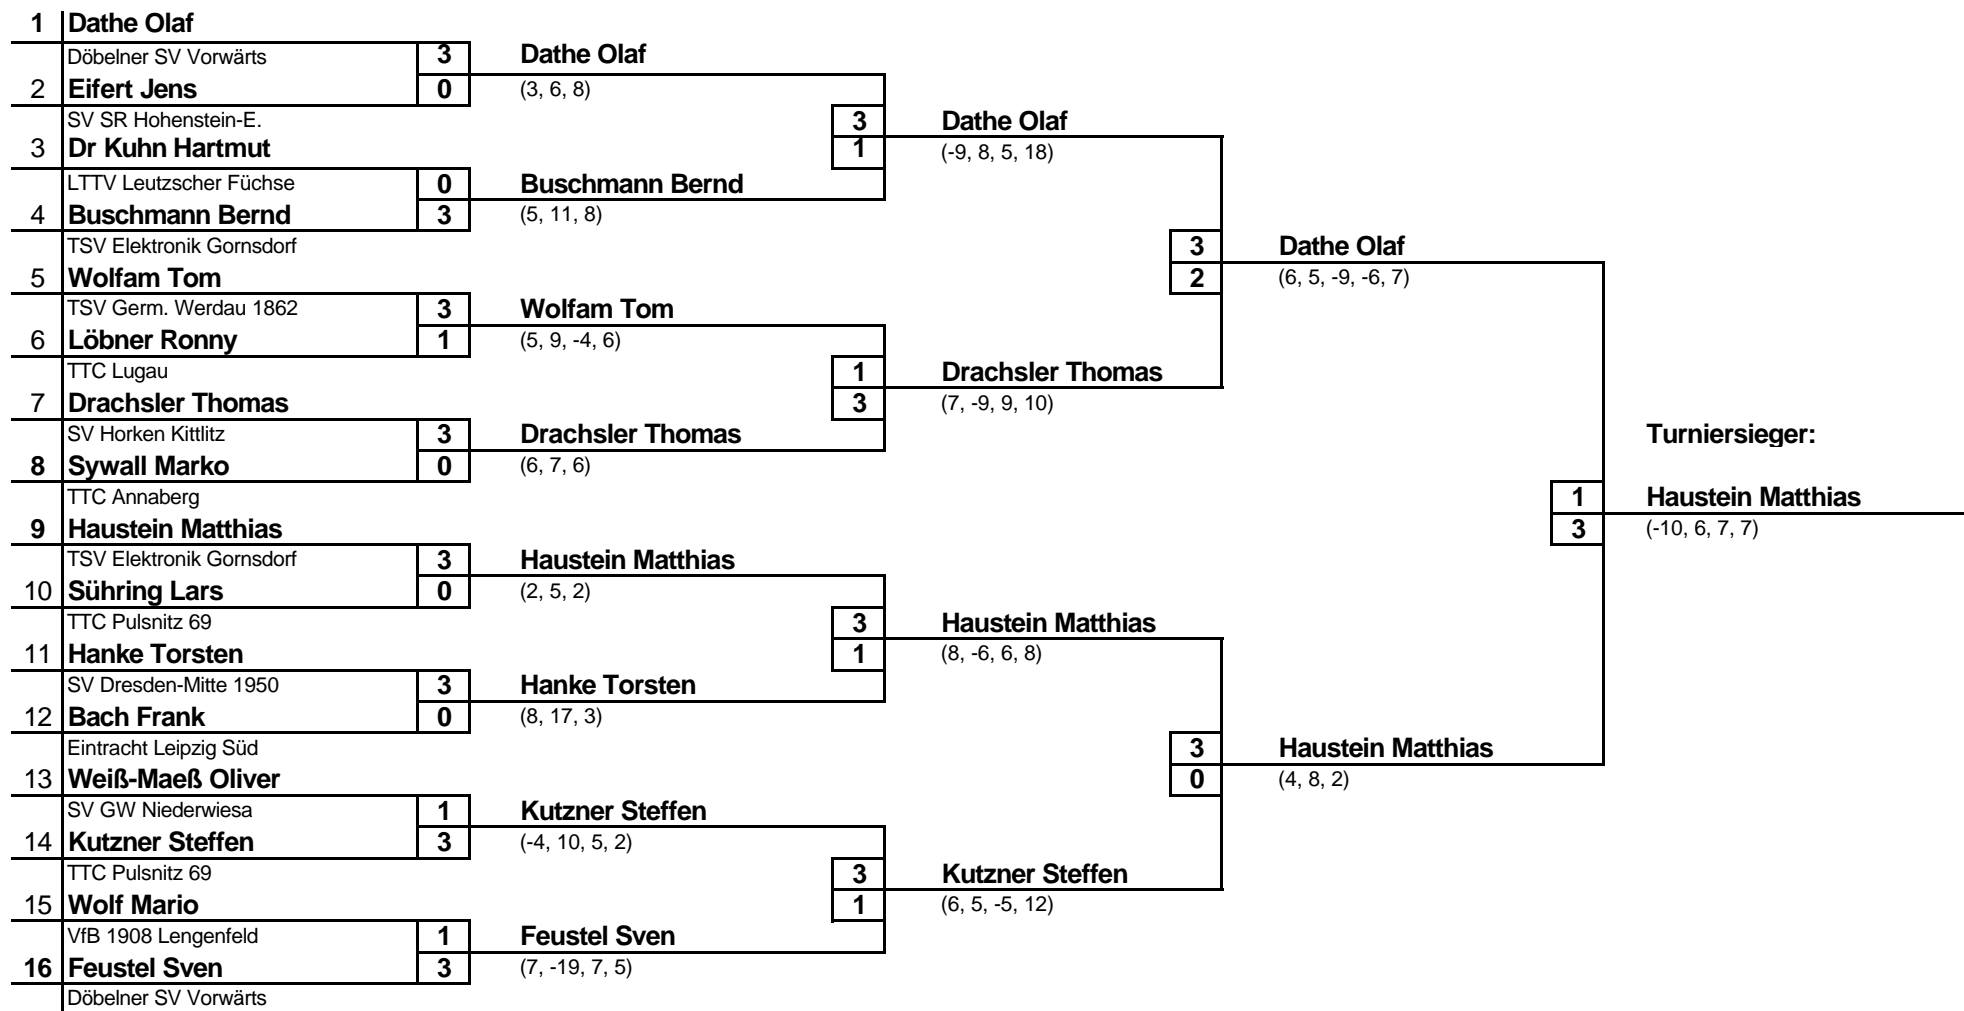 1 Dathe Olaf
Döbelner SV Vorwärts 3 Dathe Olaf
2 Eifert Jens 0 (3, 6, 8)
SV SR Hohenstein-E. 3 Dathe Olaf
3 Dr Kuhn Hartmut 1 (-9, 8, 5, 18)
LTTV Leutzscher Füchse 0 Buschmann Bernd
4 Buschmann Bernd 3 (5, 11, 8)
TSV Elektronik Gornsdorf 3 Dathe Olaf
5 Wolfam Tom 2 (6, 5, -9, -6, 7)
TSV Germ. Werdau 1862 3 Wolfam Tom
6 Löbner Ronny 1 (5, 9, -4, 6)
TTC Lugau 1 Drachsler Thomas
7 Drachsler Thomas 3 (7, -9, 9, 10)
SV Horken Kittlitz 3 Drachsler Thomas Turniersieger:
8 Sywall Marko 0 (6, 7, 6)
TTC Annaberg 1 Haustein Matthias
9 Haustein Matthias 3 (-10, 6, 7, 7)
TSV Elektronik Gornsdorf 3 Haustein Matthias
10 Sühring Lars 0 (2, 5, 2)
TTC Pulsnitz 69 3 Haustein Matthias
11 Hanke Torsten 1 (8, -6, 6, 8)
SV Dresden-Mitte 1950 3 Hanke Torsten
12 Bach Frank 0 (8, 17, 3)
Eintracht Leipzig Süd 3 Haustein Matthias
13 Weiß-Maeß Oliver 0 (4, 8, 2)
SV GW Niederwiesa 1 Kutzner Steffen
14 Kutzner Steffen 3 (-4, 10, 5, 2)
TTC Pulsnitz 69 3 Kutzner Steffen
15 Wolf Mario 1 (6, 5, -5, 12)
VfB 1908 Lengenfeld 1 Feustel Sven
16 Feustel Sven 3 (7, -19, 7, 5)
Döbelner SV Vorwärts